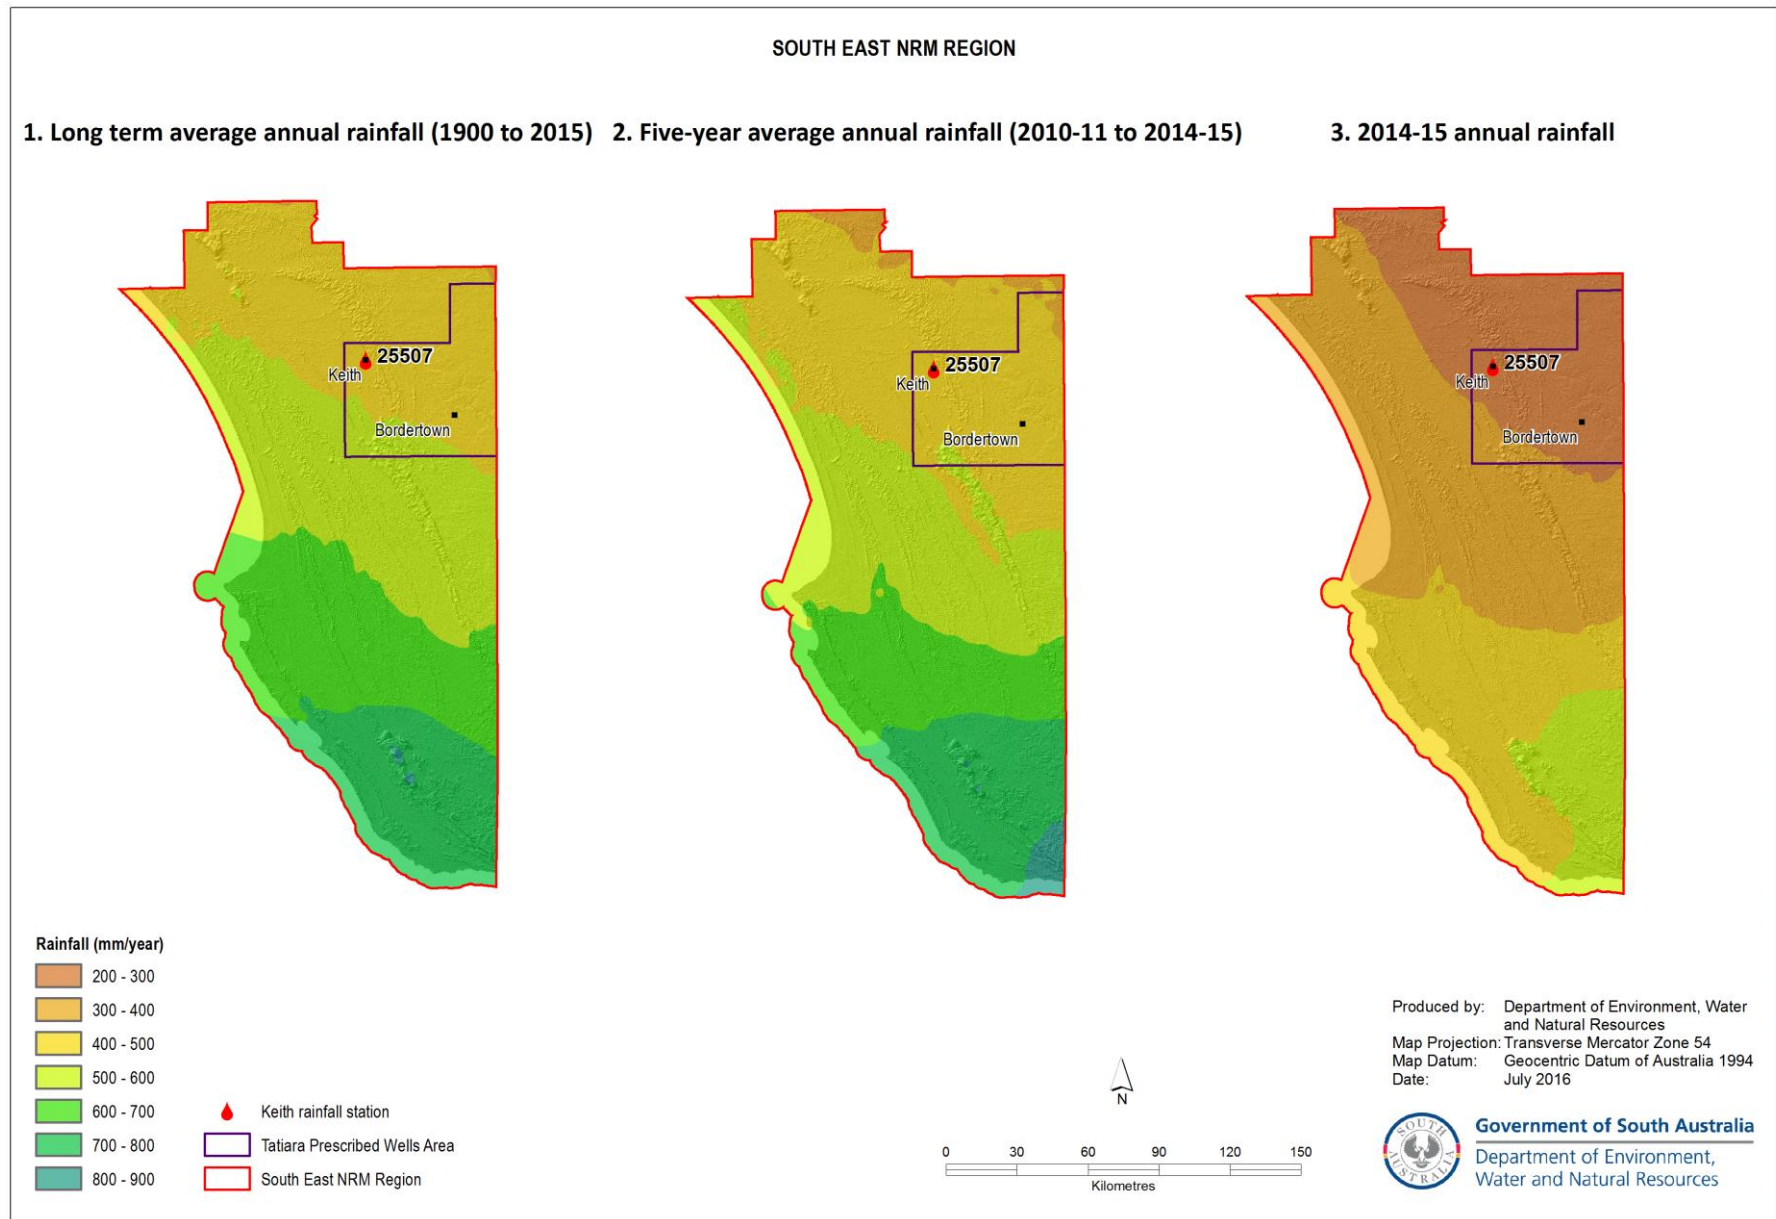 SOUTH EAST NRM REGION
1. Long term average annual rainfall (1900 to 2015)
2. Five-year average annual rainfall (2010-11 to 2014-15)
3. 2014-15 annual rainfall
25507
Keith
Bordertown
25507
Keith
Bordertown
25507
Keith
Bordertown
Rainfall (mm/year)
200 - 300
300 - 400
400 - 500
500 - 600
600 - 700
700 - 800
800 - 900
Keith rainfall station
Tatiara Prescribed Wells Area
South East NRM Region
N
0 30 60 90 120 150
Kilometres
Produced by: Department of Environment, Water
and Natural Resources
Map Projection: Transverse Mercator Zone 54
Map Datum: Geocentric Datum of Australia 1994
Date: July 2016
SOUTH AUSTRALIA
Government of South Australia
Department of Environment,
Water and Natural Resources